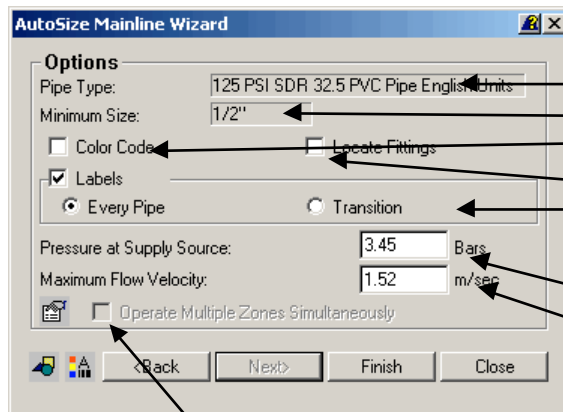 AutoSize Mainline Wizard
Options
Pipe Type: 125 PSI SDR 32.5 PVC Pipe English Units
Minimum Size: 1/2"
Color Code Locate Fittings
Labels
Every Pipe Transition
Pressure at Supply Source: 3.45 Bars
Maximum Flow Velocity: 1.52 m/sec
Operate Multiple Zones Simultaneously
<Back Next> Finish Close